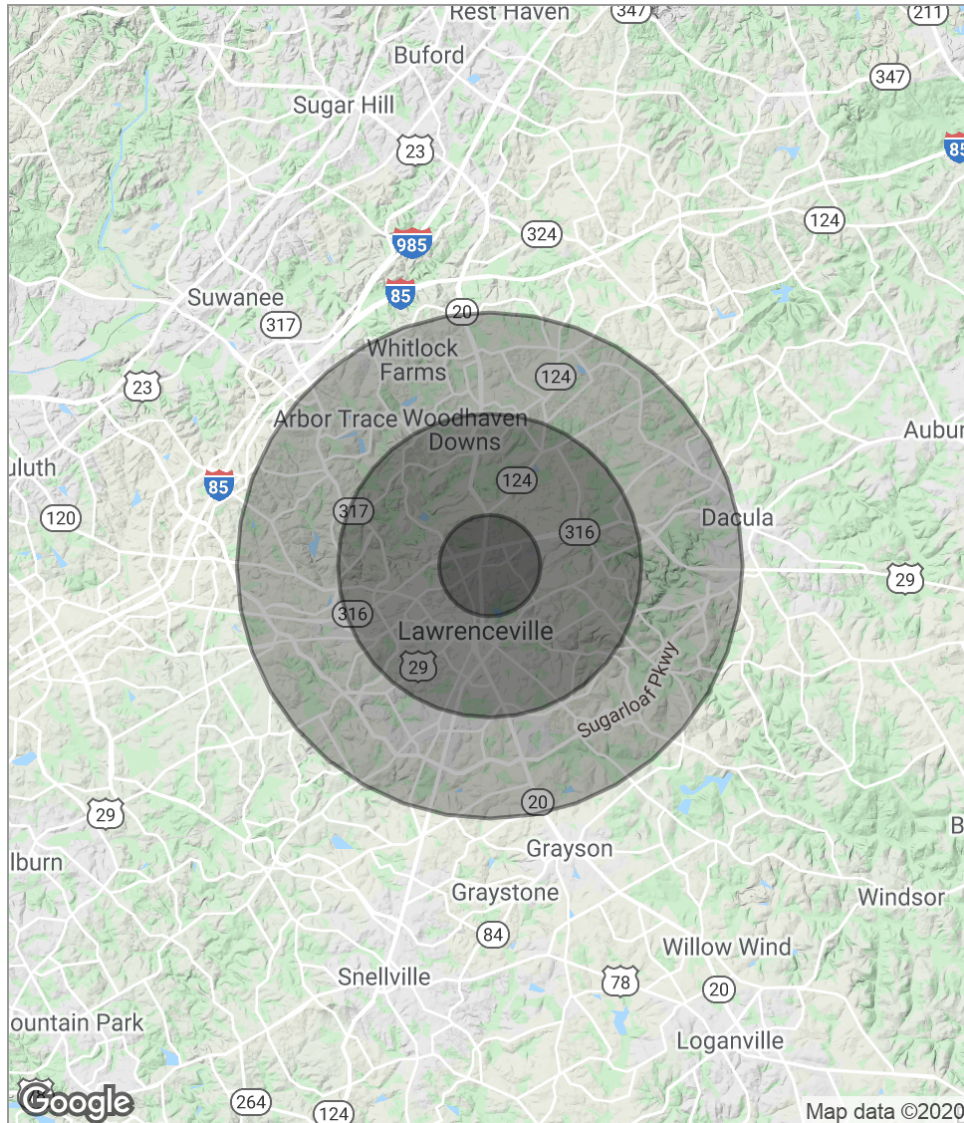 Rest Haven
347
211
Buford
347
Sugar Hill
23
85
124
324
985
85
Suwanee
20
317
Whitlock
Farms
124
23
Arbor Trace
Woodhaven
Downs
Aubur
uluth
124
85
317
120
Dacula
316
29
316
Lawrenceville
29
Sugarloaf Pkwy
20
29
B
Grayson
lburn
Graystone
Windsor
84
Willow Wind
Snellville
78
20
ountain Park
Loganville
78
Google
264
124
Map data ©2020